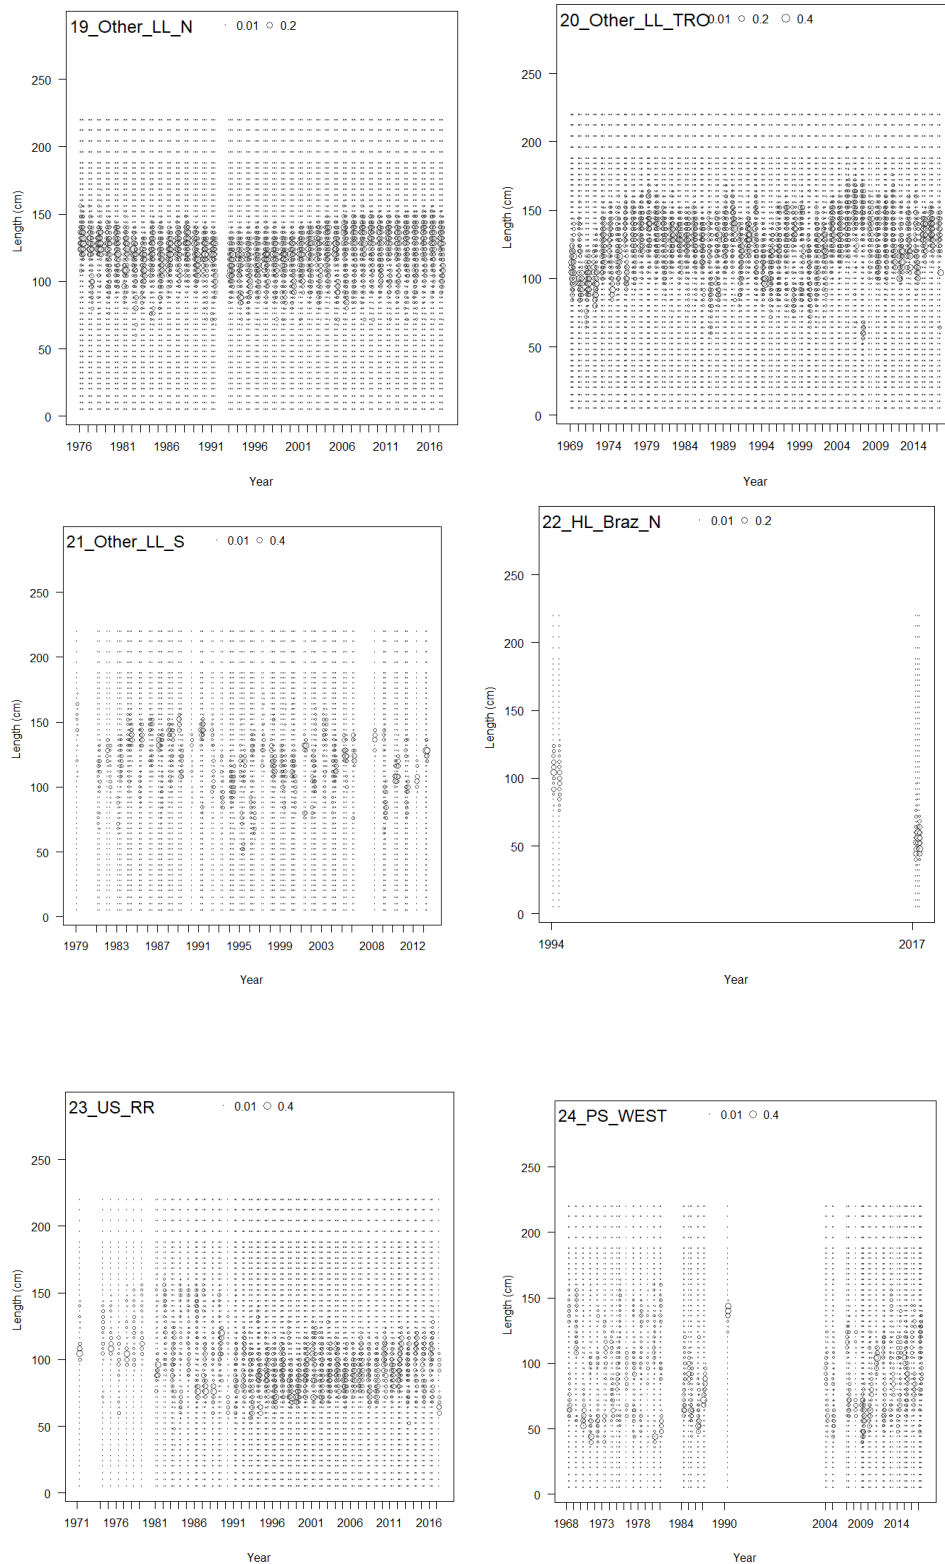 19_Other_LL_N 0.01 0.2
250
200
150
100
50
0
Length (cm)
1976 1981 1986 1991 1996 2001 2006 2012 2017
Year
20_Other_LL_TRO 0.01 0.2 0.4
250
200
150
100
50
0
Length (cm)
1969 1974 1979 1984 1989 1994 1999 2004 2009 2014
Year
21_Other_LL_S 0.01 0.4
250
200
150
100
50
0
Length (cm)
1979 1983 1987 1991 1995 1999 2003 2008 2012
Year
22_HL_Braz_N 0.01 0.2
250
200
150
100
50
0
Length (cm)
1994 2017
Year
23_US_RR 0.01 0.4
250
200
150
100
50
0
Length (cm)
1971 1976 1981 1986 1991 1996 2001 2006 2011 2016
Year
24_PS_WEST 0.01 0.4
250
200
150
100
50
0
Length (cm)
1968 1973 1978 1984 1990 2004 2009 2014
Year